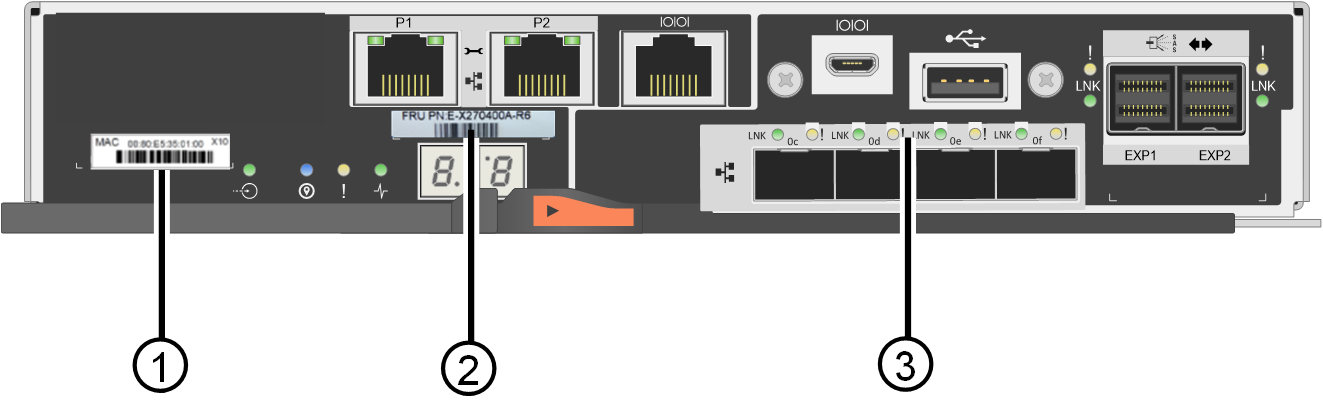 P1
P2
IOIOI
IOIOI
!
SAS
!
LNK
LNK
FRU PN:E-X270400A-R6
MAC 00:80:E5:35:01:00 X10
LNK 0c ! LNK 0d ! LNK 0e ! LNK 0f !
EXP1
EXP2
8.
8
!
1
2
3